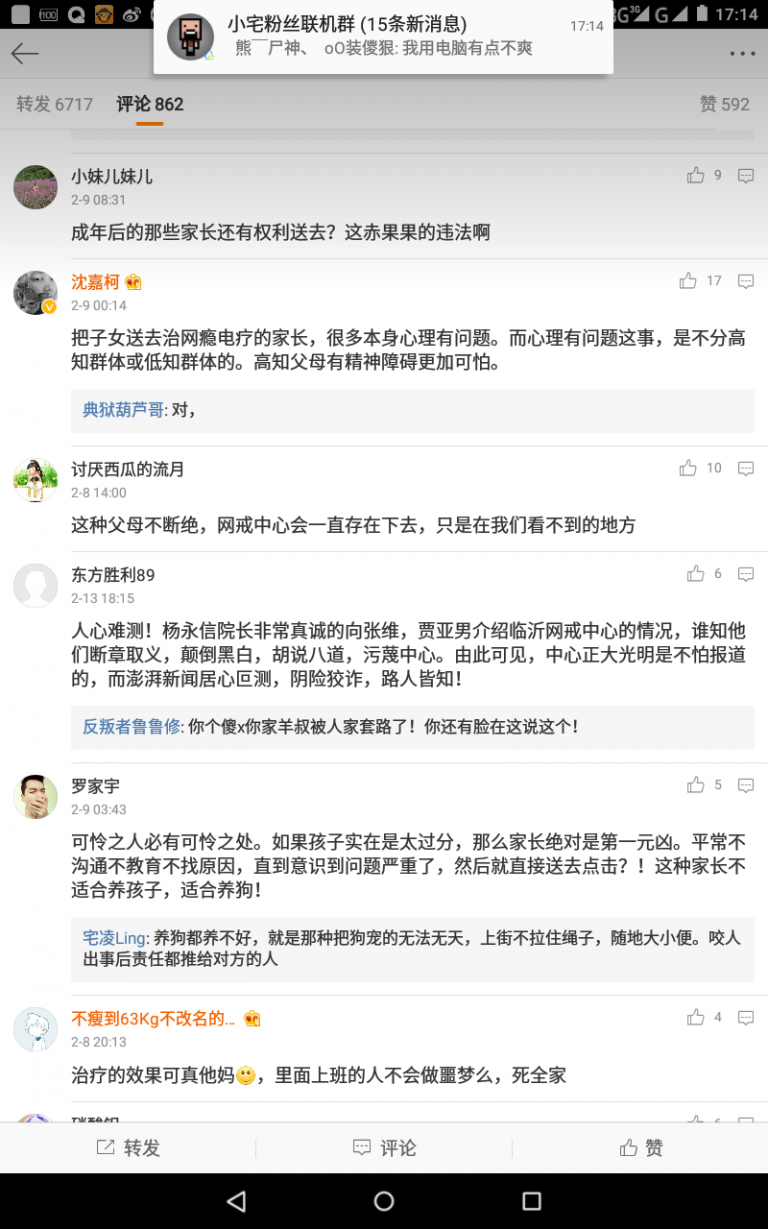 小宅粉丝联机群 (15条新消息)
17:14
熊￣尸神、 oO装傻狠: 我用电脑有点不爽
100
3G
G
17:14
转发 6717
评论 862
赞 592
小妹儿妹儿
9
2-9 08:31
成年后的那些家长还有权利送去？这赤果果的违法啊
沈嘉柯
17
2-9 00:14
把子女送去治网瘾电疗的家长，很多本身心理有问题。而心理有问题这事，是不分高
知群体或低知群体的。高知父母有精神障碍更加可怕。
典狱葫芦哥: 对，
讨厌西瓜的流月
10
2-8 14:00
这种父母不断绝，网戒中心会一直存在下去，只是在我们看不到的地方
东方胜利89
6
2-13 18:15
人心难测！杨永信院长非常真诚的向张维，贾亚男介绍临沂网戒中心的情况，谁知他
们断章取义，颠倒黑白，胡说八道，污蔑中心。由此可见，中心正大光明是不怕报道
的，而澎湃新闻居心叵测，阴险狡诈，路人皆知！
反叛者鲁鲁修: 你个傻x你家羊叔被人家套路了！你还有脸在这说这个！
罗家宇
5
2-9 03:43
可怜之人必有可怜之处。如果孩子实在是太过分，那么家长绝对是第一元凶。平常不
沟通不教育不找原因，直到意识到问题严重了，然后就直接送去点击？！这种家长不
适合养孩子，适合养狗！
宅凌Ling: 养狗都养不好，就是那种把狗宠的无法无天，上街不拉住绳子，随地大小便。咬人
出事后责任都推给对方的人
不瘦到63Kg不改名的...
4
2-8 20:13
治疗的效果可真他妈🙂，里面上班的人不会做噩梦么，死全家
转发
评论
赞